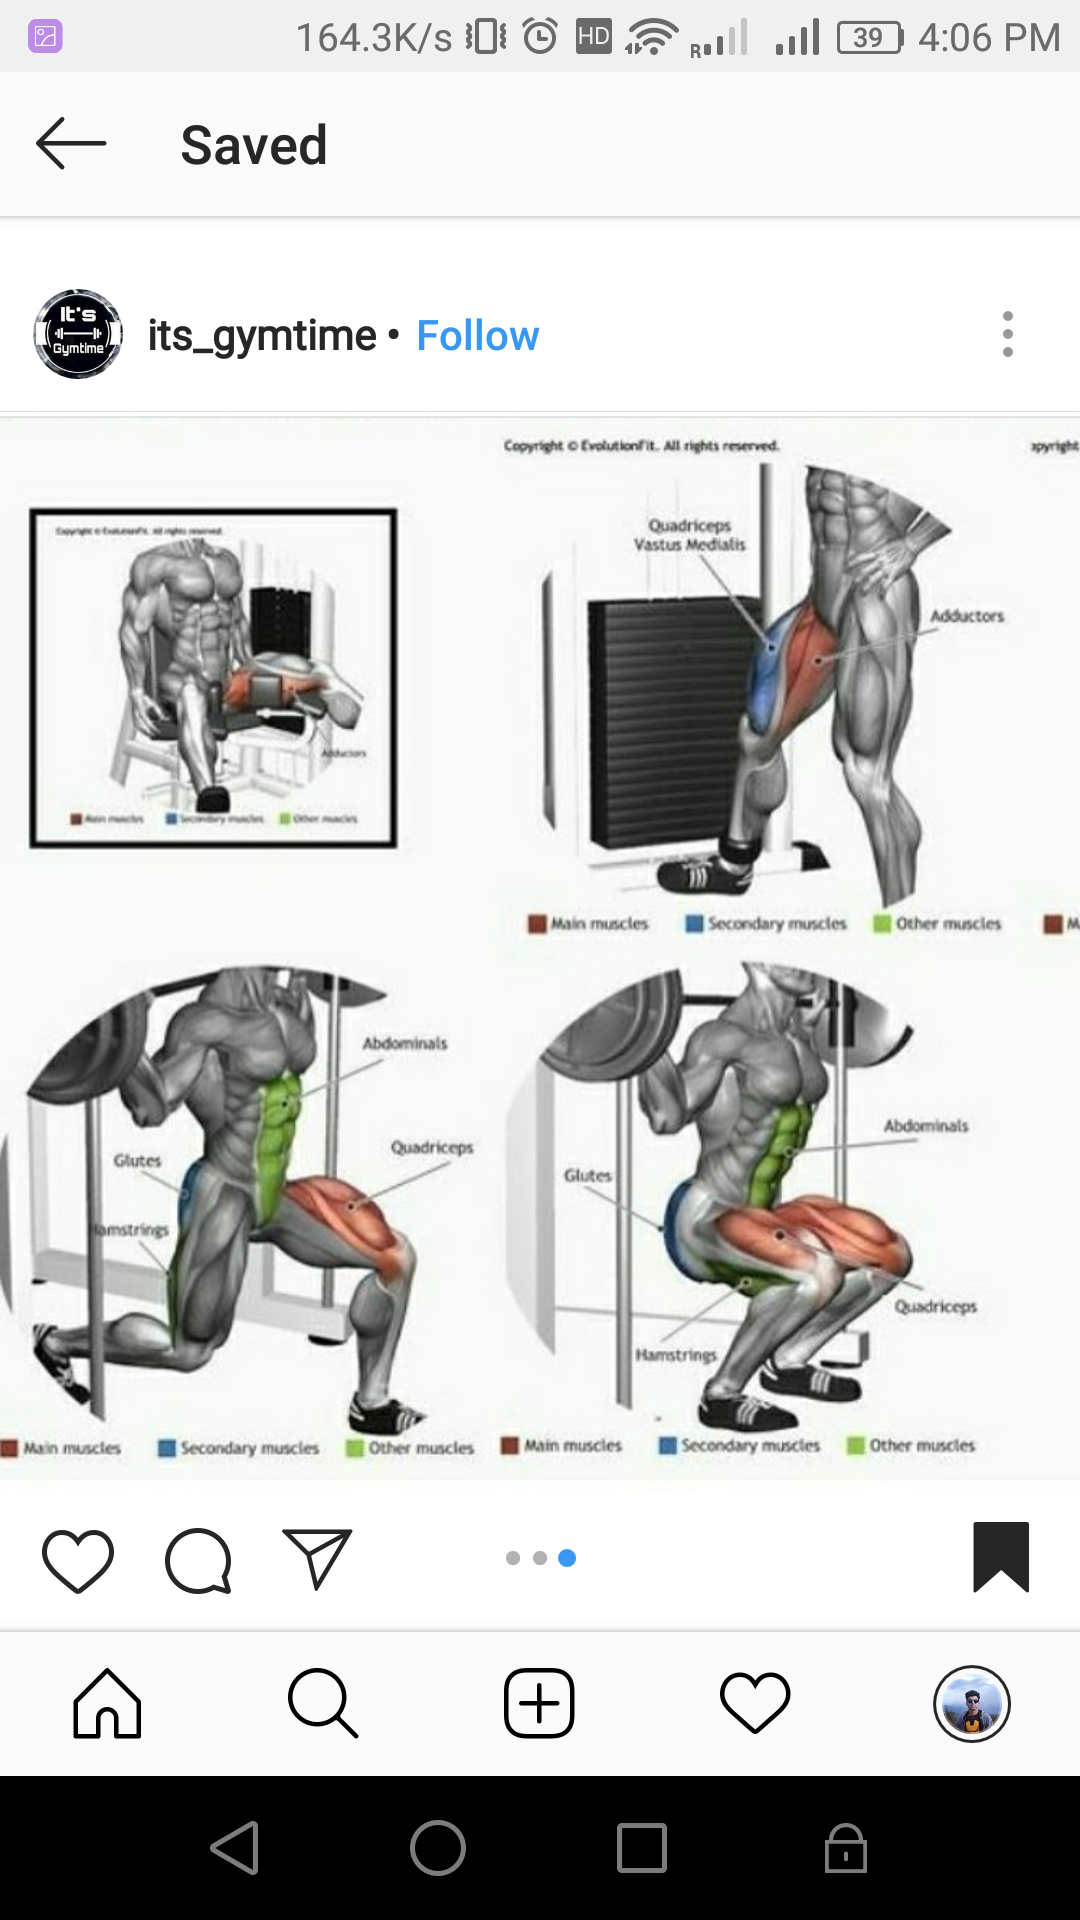 164.3K/s HD R 39 4:06 PM
Saved
It's
Gymtime
its_gymtime • Follow
Copyright © EvolutionFit. All rights reserved.
opyright
Copyright © EvolutionFit. All rights reserved.
Quadriceps
Vastus Medialis
Adductors
Adductors
Main muscles Secondary muscles Other muscles
Main muscles Secondary muscles Other muscles M
Abdominals
Quadriceps
Glutes
Hamstrings
Abdominals
Glutes
Quadriceps
Hamstrings
Main muscles Secondary muscles Other muscles
Main muscles Secondary muscles Other muscles